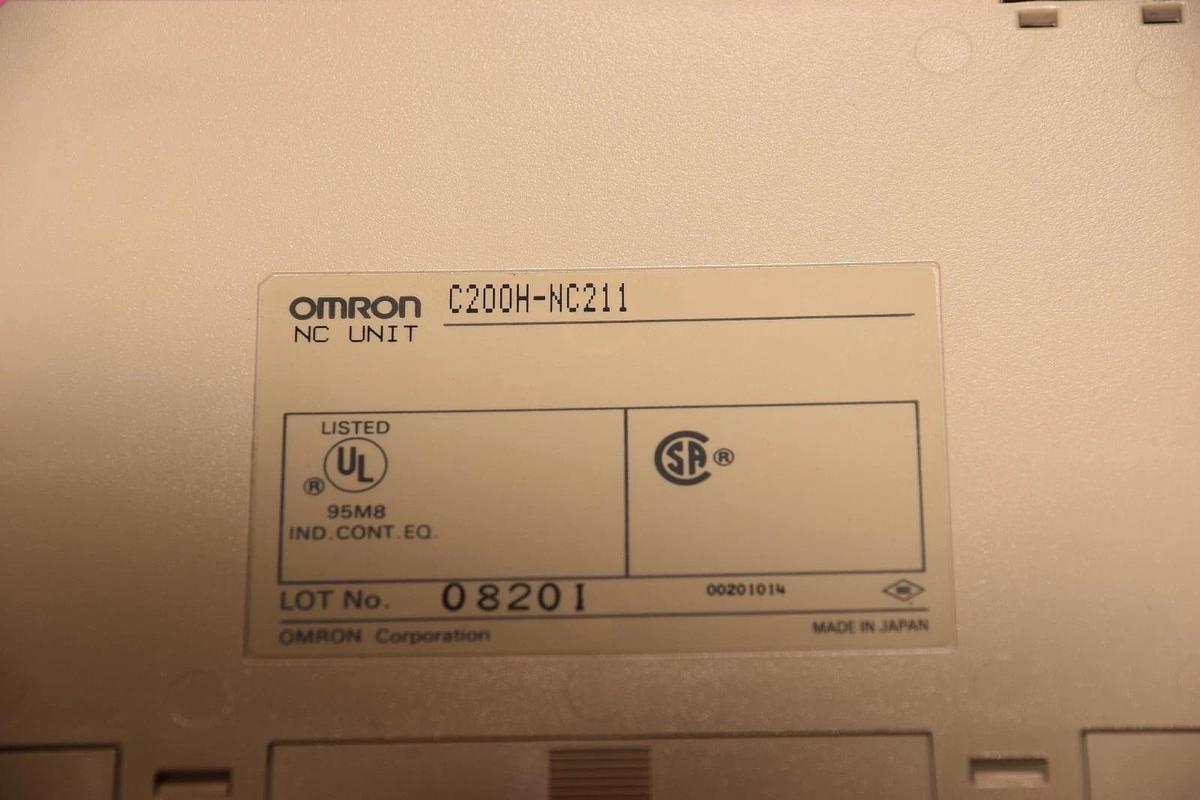 OMRON C200H-NC211
NC UNIT
LISTED
UL
®
95M8
IND.CONT.EQ.
CSA®
LOT No. 0820I 00201014
OMRON Corporation MADE IN JAPAN